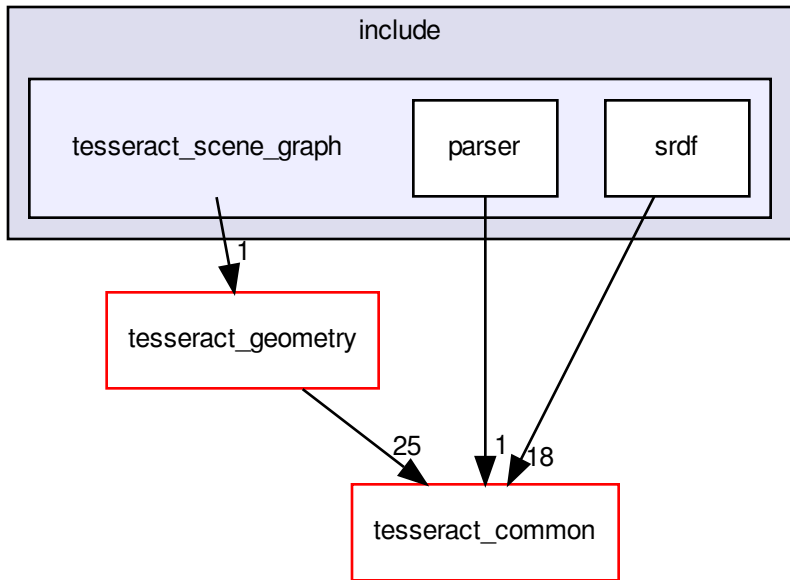 include
tesseract_scene_graph
parser
srdf
1
tesseract_geometry
25
1
18
tesseract_common